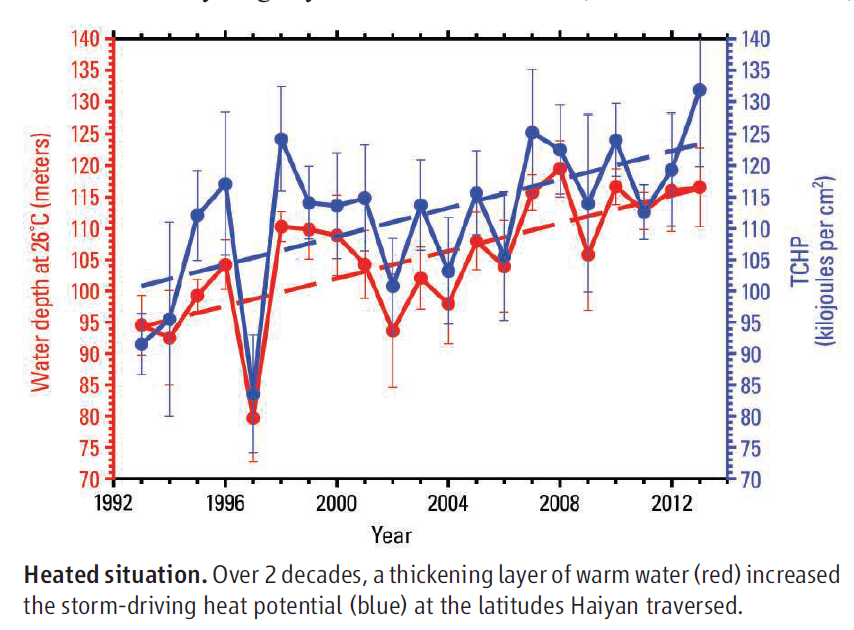 140 140
135 135
130 130
125 125
120 120
115 115
110 110
105 105
100 100
95 95
90 90
85 85
80 80
75 75
70 70
Water depth at 26˚C (meters)
TCHP
(kilojoules per cm²)
1992 1996 2000 2004 2008 2012
Year
Heated situation. Over 2 decades, a thickening layer of warm water (red) increased
the storm-driving heat potential (blue) at the latitudes Haiyan traversed.